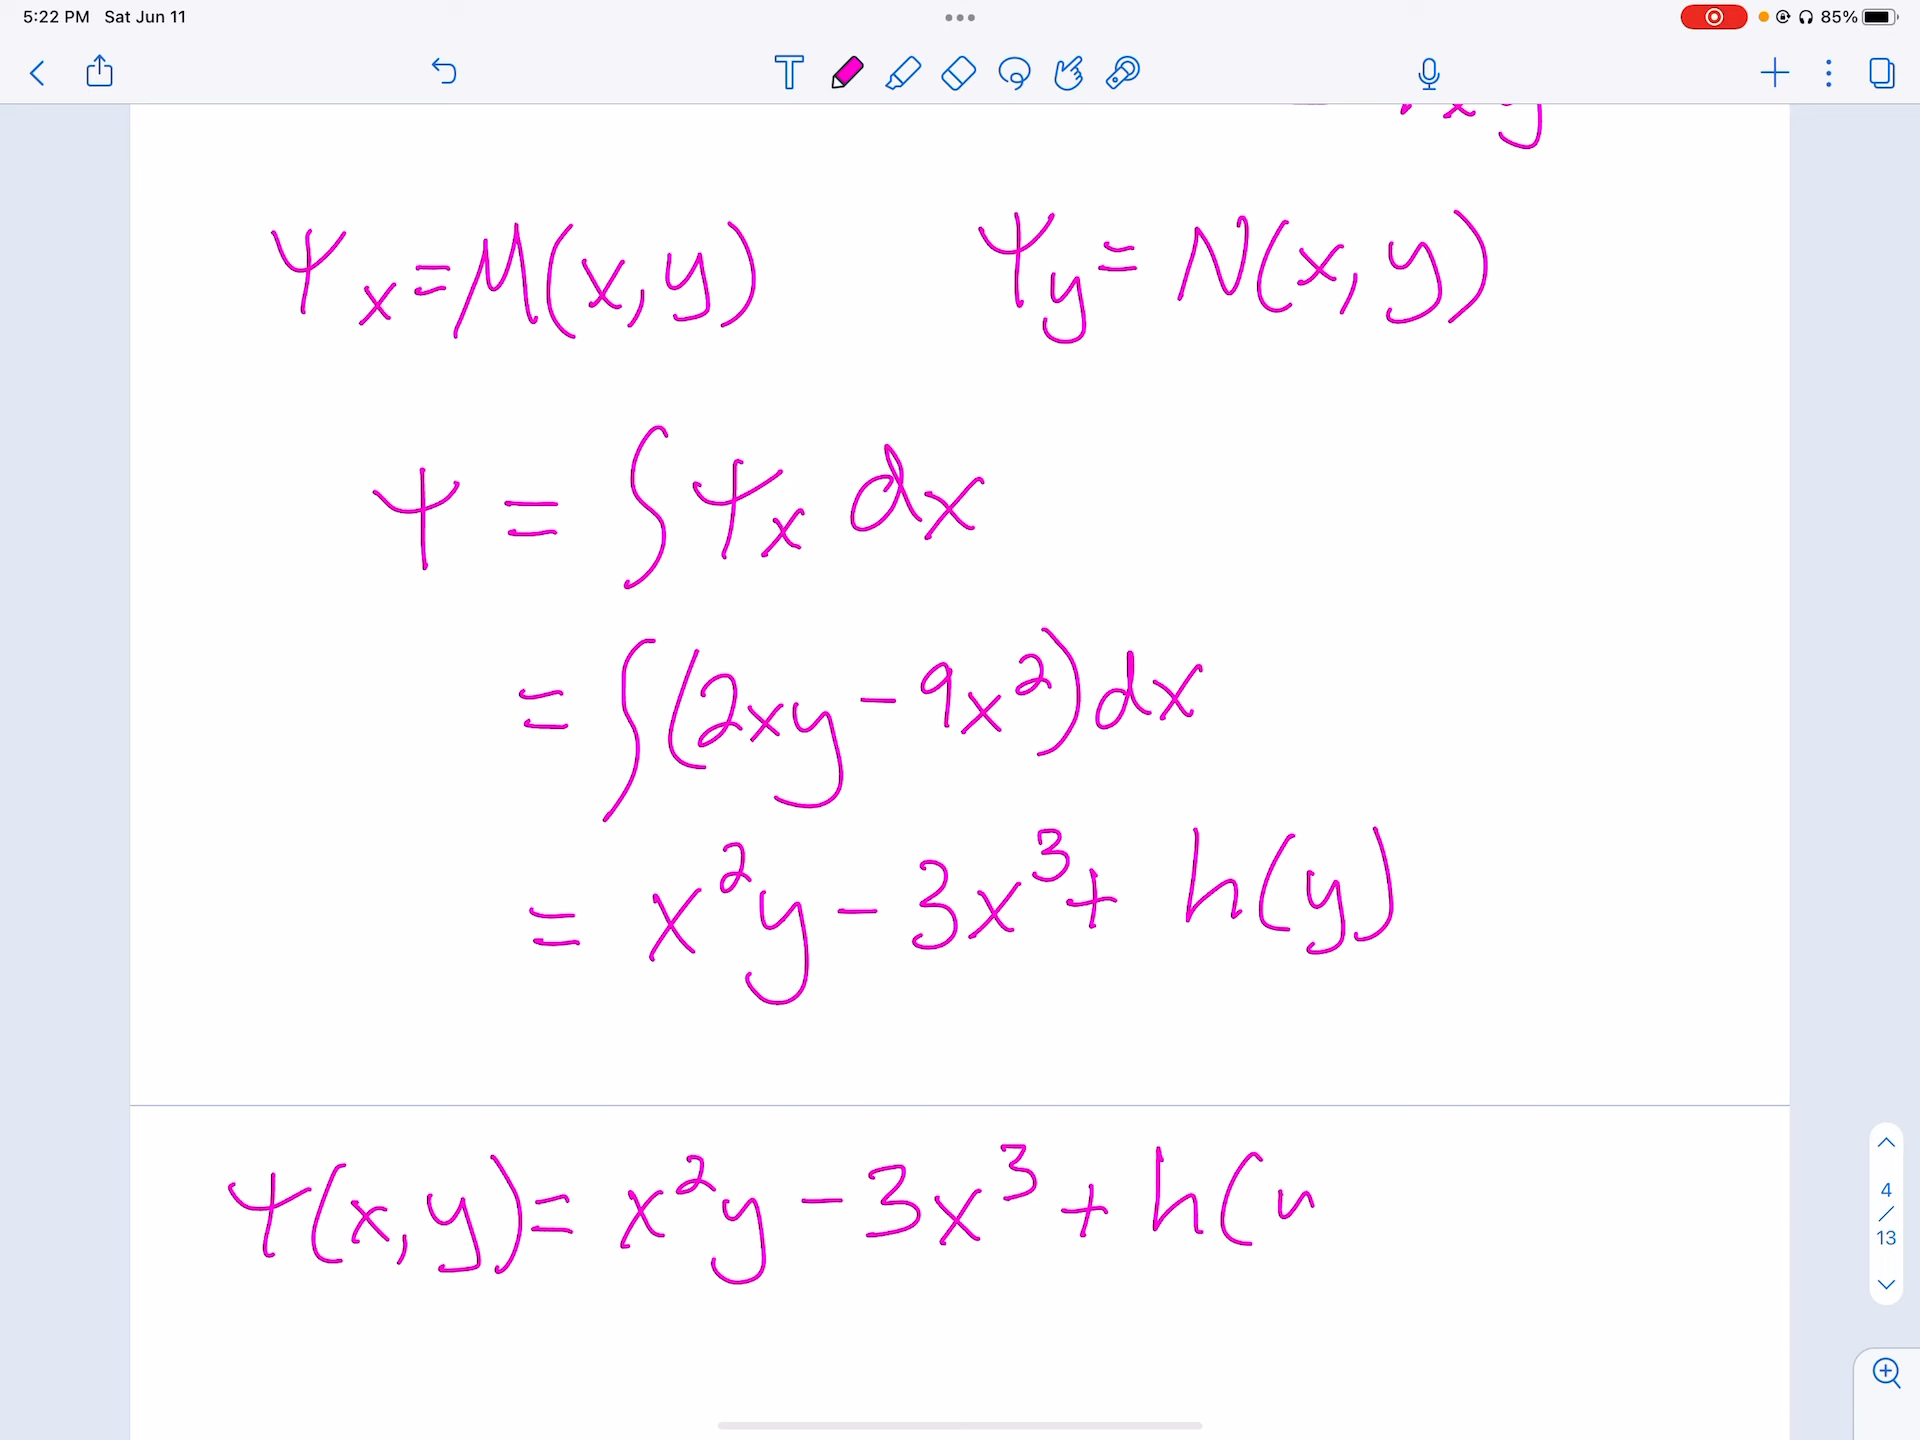 5:22 PM Sat Jun 11
85%
Ψx = M(x,y) Ψy = N(x,y)
Ψ = ∫ Ψx dx
= ∫(2xy - 9x²)dx
= x²y - 3x³ + h(y)
Ψ(x,y) = x²y - 3x³ + h(
4
/
13